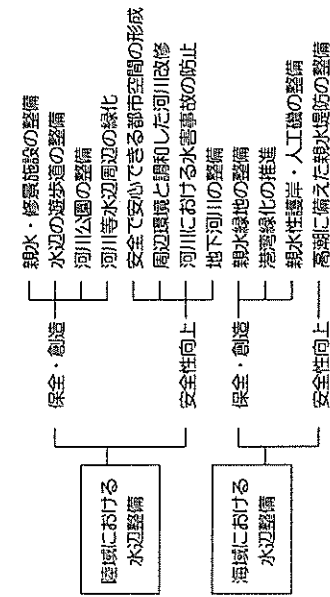 陸域における
水辺整備
保全・創造
親水・修景施設の整備
水辺の遊歩道の整備
河川公園の整備
河川等水辺周辺の緑化
安全性向上
安全で安心できる都市空間の形成
周辺環境と調和した河川改修
河川における水害事故の防止
地下河川の整備
海域における
水辺整備
保全・創造
親水緑地の整備
港湾緑化の推進
親水性護岸・人工磯の整備
安全性向上
高潮に備えた親水堤防の整備